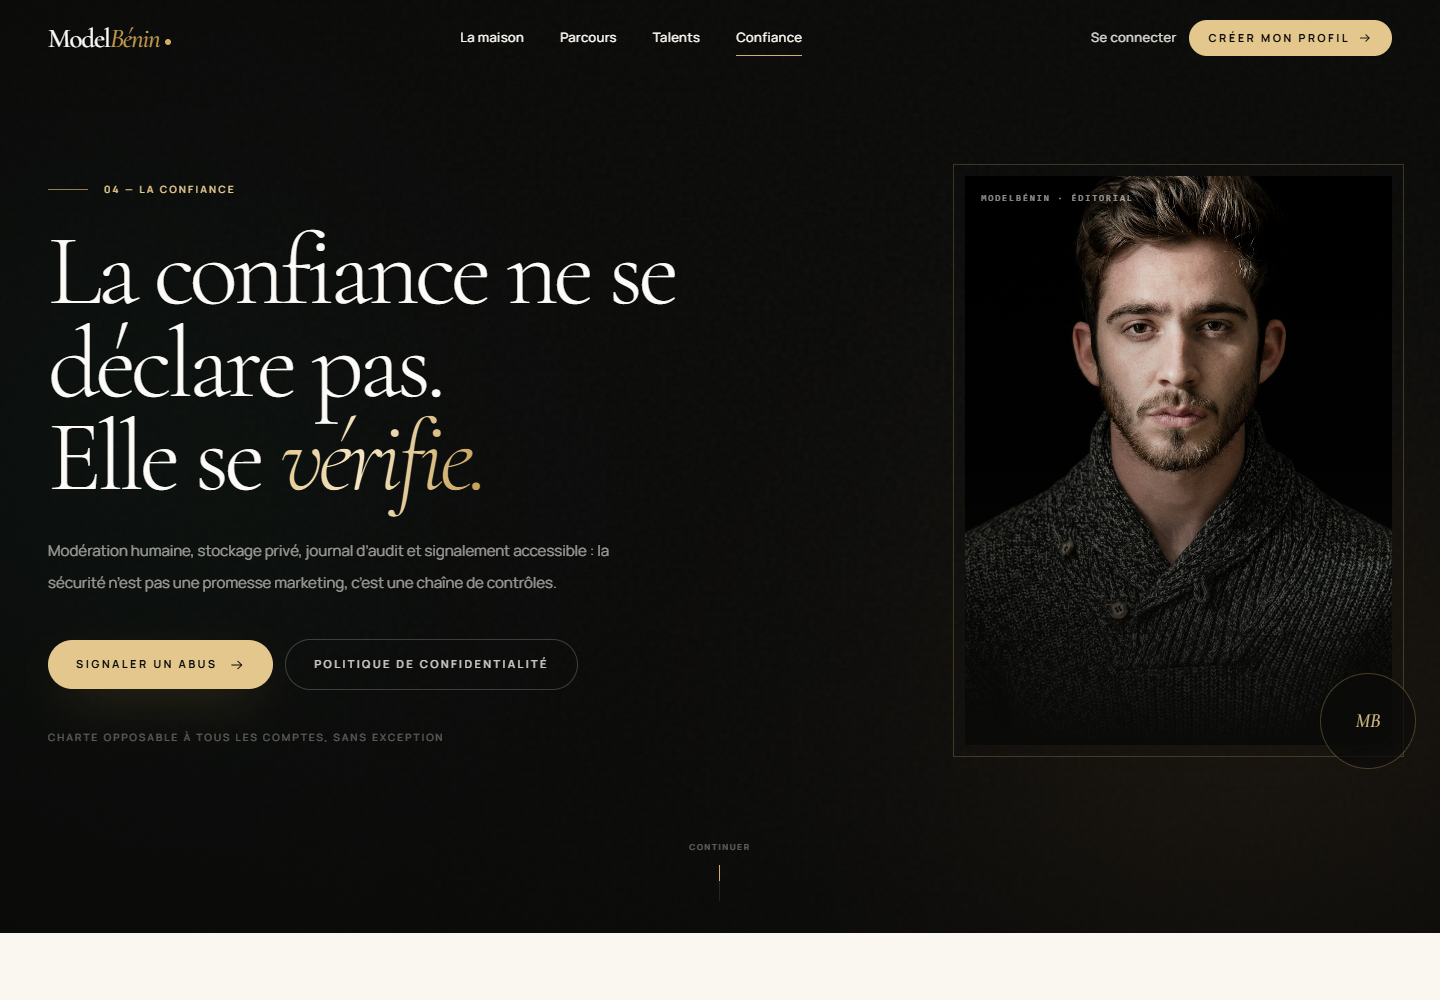 ModelBénin
La maison
Parcours
Talents
Confiance
Se connecter
CRÉER MON PROFIL →
04 — LA CONFIANCE
La confiance ne se
déclare pas.
Elle se vérifie.
Modération humaine, stockage privé, journal d'audit et signalement accessible : la
sécurité n'est pas une promesse marketing, c'est une chaîne de contrôles.
SIGNALER UN ABUS →
POLITIQUE DE CONFIDENTIALITÉ
CHARTE OPPOSABLE À TOUS LES COMPTES, SANS EXCEPTION
MODELBÉNIN · ÉDITORIAL
MB
CONTINUER